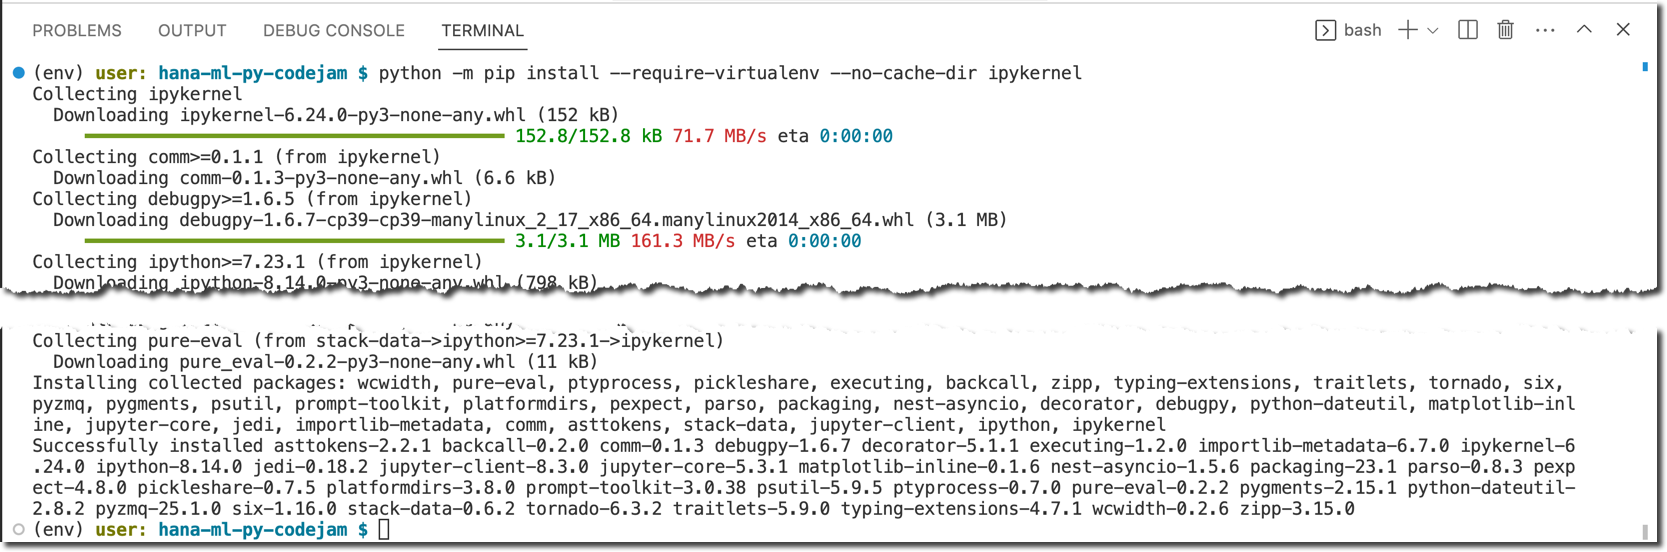 PROBLEMS OUTPUT DEBUG CONSOLE TERMINAL bash
(env) user: hana-ml-py-codejam $ python -m pip install --require-virtualenv --no-cache-dir ipykernel
Collecting ipykernel
Downloading ipykernel-6.24.0-py3-none-any.whl (152 kB)
152.8/152.8 kB 71.7 MB/s eta 0:00:00
Collecting comm>=0.1.1 (from ipykernel)
Downloading comm-0.1.3-py3-none-any.whl (6.6 kB)
Collecting debugpy>=1.6.5 (from ipykernel)
Downloading debugpy-1.6.7-cp39-cp39-manylinux_2_17_x86_64.manylinux2014_x86_64.whl (3.1 MB)
3.1/3.1 MB 161.3 MB/s eta 0:00:00
Collecting ipython>=7.23.1 (from ipykernel)
Downloading ipython-8.14.0-py3-none-any.whl (798 kB)
Collecting pure-eval (from stack-data->ipython>=7.23.1->ipykernel)
Downloading pure_eval-0.2.2-py3-none-any.whl (11 kB)
Installing collected packages: wcwidth, pure-eval, ptyprocess, pickleshare, executing, backcall, zipp, typing-extensions, traitlets, tornado, six,
pyzmq, pygments, psutil, prompt-toolkit, platformdirs, pexpect, parso, packaging, nest-asyncio, decorator, debugpy, python-dateutil, matplotlib-inl
ine, jupyter-core, jedi, importlib-metadata, comm, asttokens, stack-data, jupyter-client, ipython, ipykernel
Successfully installed asttokens-2.2.1 backcall-0.2.0 comm-0.1.3 debugpy-1.6.7 decorator-5.1.1 executing-1.2.0 importlib-metadata-6.7.0 ipykernel-6
.24.0 ipython-8.14.0 jedi-0.18.2 jupyter-client-8.3.0 jupyter-core-5.3.1 matplotlib-inline-0.1.6 nest-asyncio-1.5.6 packaging-23.1 parso-0.8.3 pexp
ect-4.8.0 pickleshare-0.7.5 platformdirs-3.8.0 prompt-toolkit-3.0.38 psutil-5.9.5 ptyprocess-0.7.0 pure-eval-0.2.2 pygments-2.15.1 python-dateutil-
2.8.2 pyzmq-25.1.0 six-1.16.0 stack-data-0.6.2 tornado-6.3.2 traitlets-5.9.0 typing-extensions-4.7.1 wcwidth-0.2.6 zipp-3.15.0
(env) user: hana-ml-py-codejam $